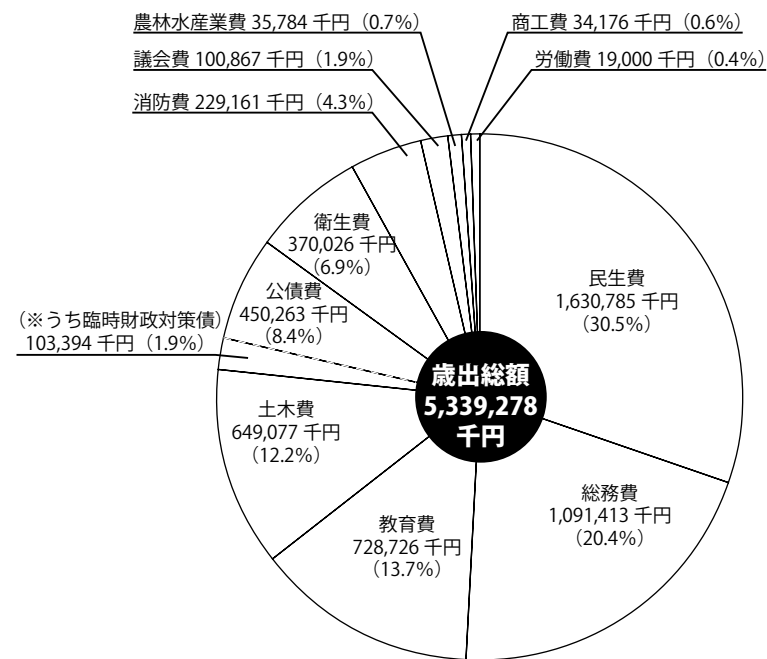 農林水産業費 35,784 千円（0.7%）
商工費 34,176 千円（0.6%）
議会費 100,867 千円（1.9%）
労働費 19,000 千円（0.4%）
消防費 229,161 千円（4.3%）
衛生費
370,026 千円
（6.9%）
民生費
1,630,785 千円
（30.5%）
公債費
450,263 千円
（8.4%）
（※うち臨時財政対策債）
103,394 千円（1.9%）
歳出総額
5,339,278
千円
土木費
649,077 千円
（12.2%）
総務費
1,091,413 千円
（20.4%）
教育費
728,726 千円
（13.7%）